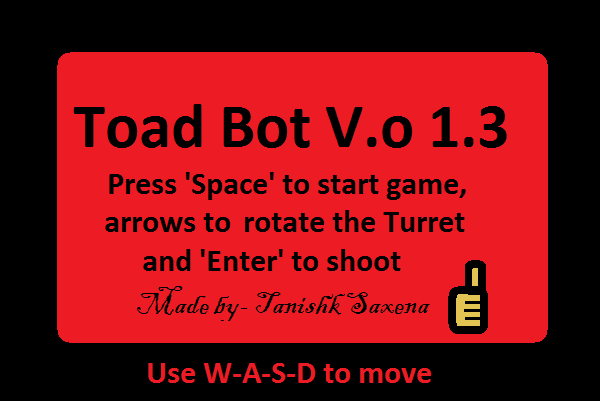 Toad Bot V.o 1.3
Press 'Space' to start game,
arrows to rotate the Turret
and 'Enter' to shoot
Made by- Tanishk Saxena
Use W-A-S-D to move